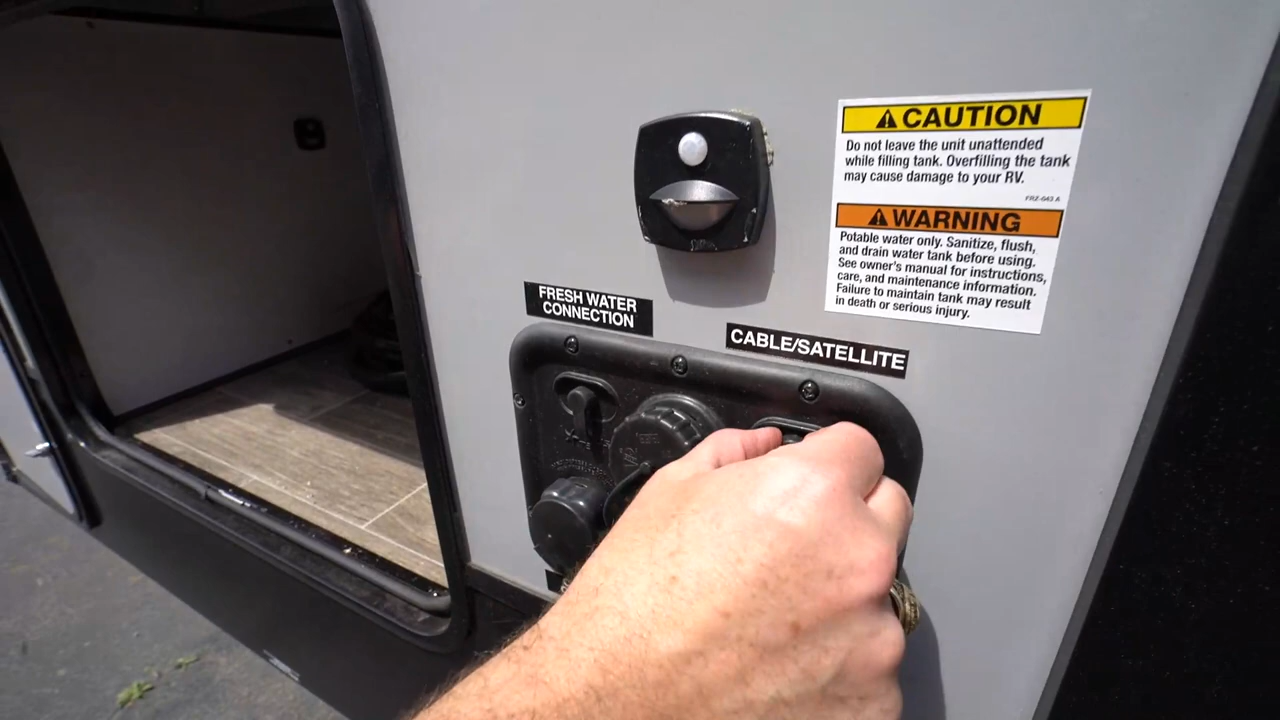 CAUTION
Do not leave the unit unattended
while filling tank. Overfilling the tank
may cause damage to your RV.
FRZ-043 A
WARNING
Potable water only. Sanitize, flush,
and drain water tank before using.
See owner's manual for instructions,
care, and maintenance information.
Failure to maintain tank may result
in death or serious injury.
FRESH WATER
CONNECTION
CABLE/SATELLITE